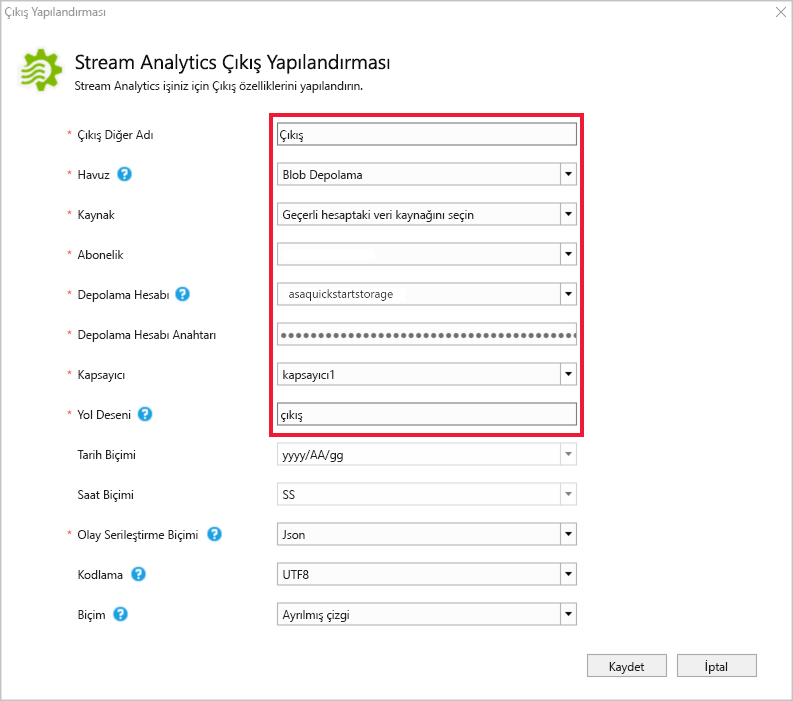 Çıkış Yapılandırması
Stream Analytics Çıkış Yapılandırması
Stream Analytics işiniz için Çıkış özelliklerini yapılandırın.
* Çıkış Diğer Adı Çıkış
* Havuz ? Blob Depolama
* Kaynak Geçerli hesaptaki veri kaynağını seçin
* Abonelik
* Depolama Hesabı ? asaquickstartstorage
* Depolama Hesabı Anahtarı
* Kapsayıcı kapsayıcı1
* Yol Deseni ? çıkış
Tarih Biçimi yyyy/AA/gg
Saat Biçimi SS
* Olay Serileştirme Biçimi ? Json
Kodlama ? UTF8
Biçim ? Ayrılmış çizgi
Kaydet İptal